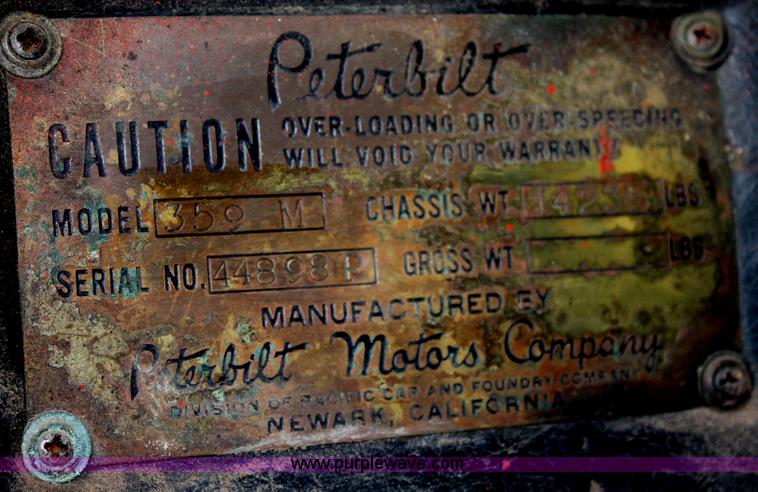 Peterbilt
CAUTION OVER-LOADING OR OVER-SPEEDING
WILL VOID YOUR WARRANTY
MODEL 359 M CHASSIS WT. LBS.
SERIAL NO. 44898P GROSS WT. LBS.
MANUFACTURED BY
Peterbilt Motors Company
DIVISION OF PACIFIC CAR AND FOUNDRY COMPANY
NEWARK, CALIFORNIA
www.purplewave.com